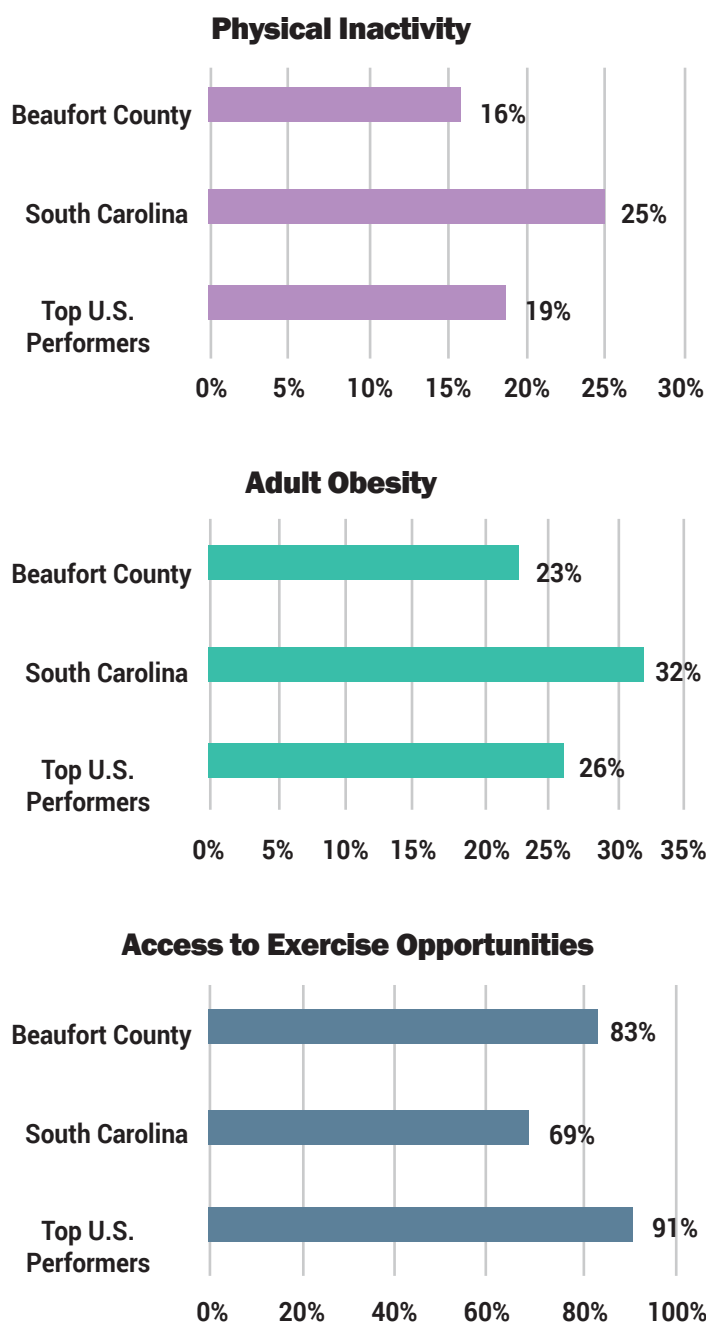 Physical Inactivity
Beaufort County
16%
South Carolina
25%
Top U.S.
Performers
19%
0% 5% 10% 15% 20% 25% 30%
Adult Obesity
Beaufort County
23%
South Carolina
32%
Top U.S.
Performers
26%
0% 5% 10% 15% 20% 25% 30% 35%
Access to Exercise Opportunities
Beaufort County
83%
South Carolina
69%
Top U.S.
Performers
91%
0% 20% 40% 60% 80% 100%